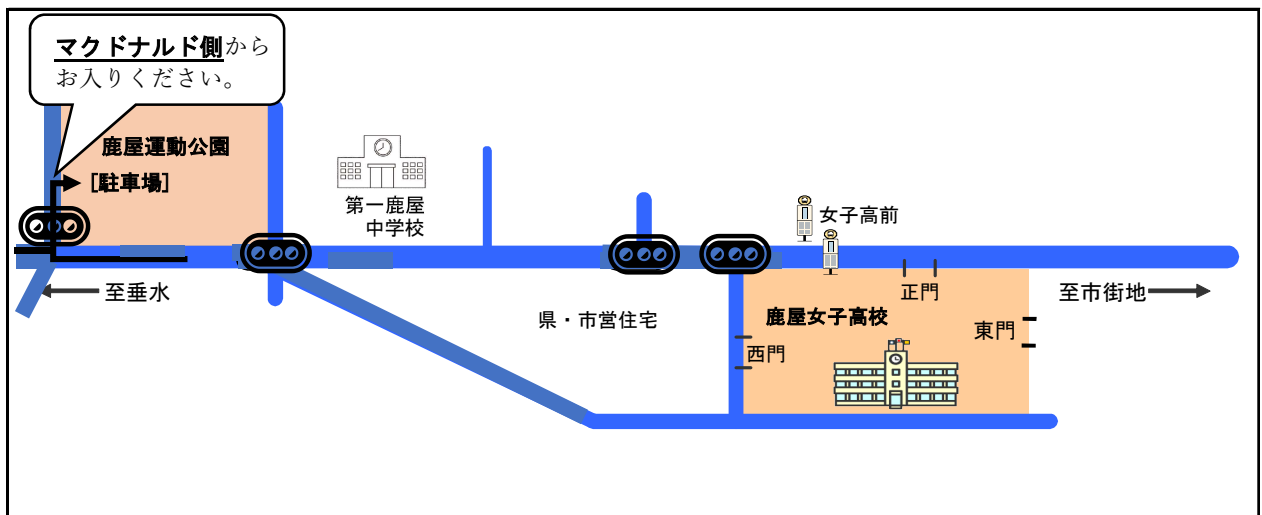 マクドナルド側から
お入りください。
鹿屋運動公園
[駐車場]
第一鹿屋
中学校
女子高前
至垂水
県・市営住宅
鹿屋女子高校
正門
至市街地
東門
西門